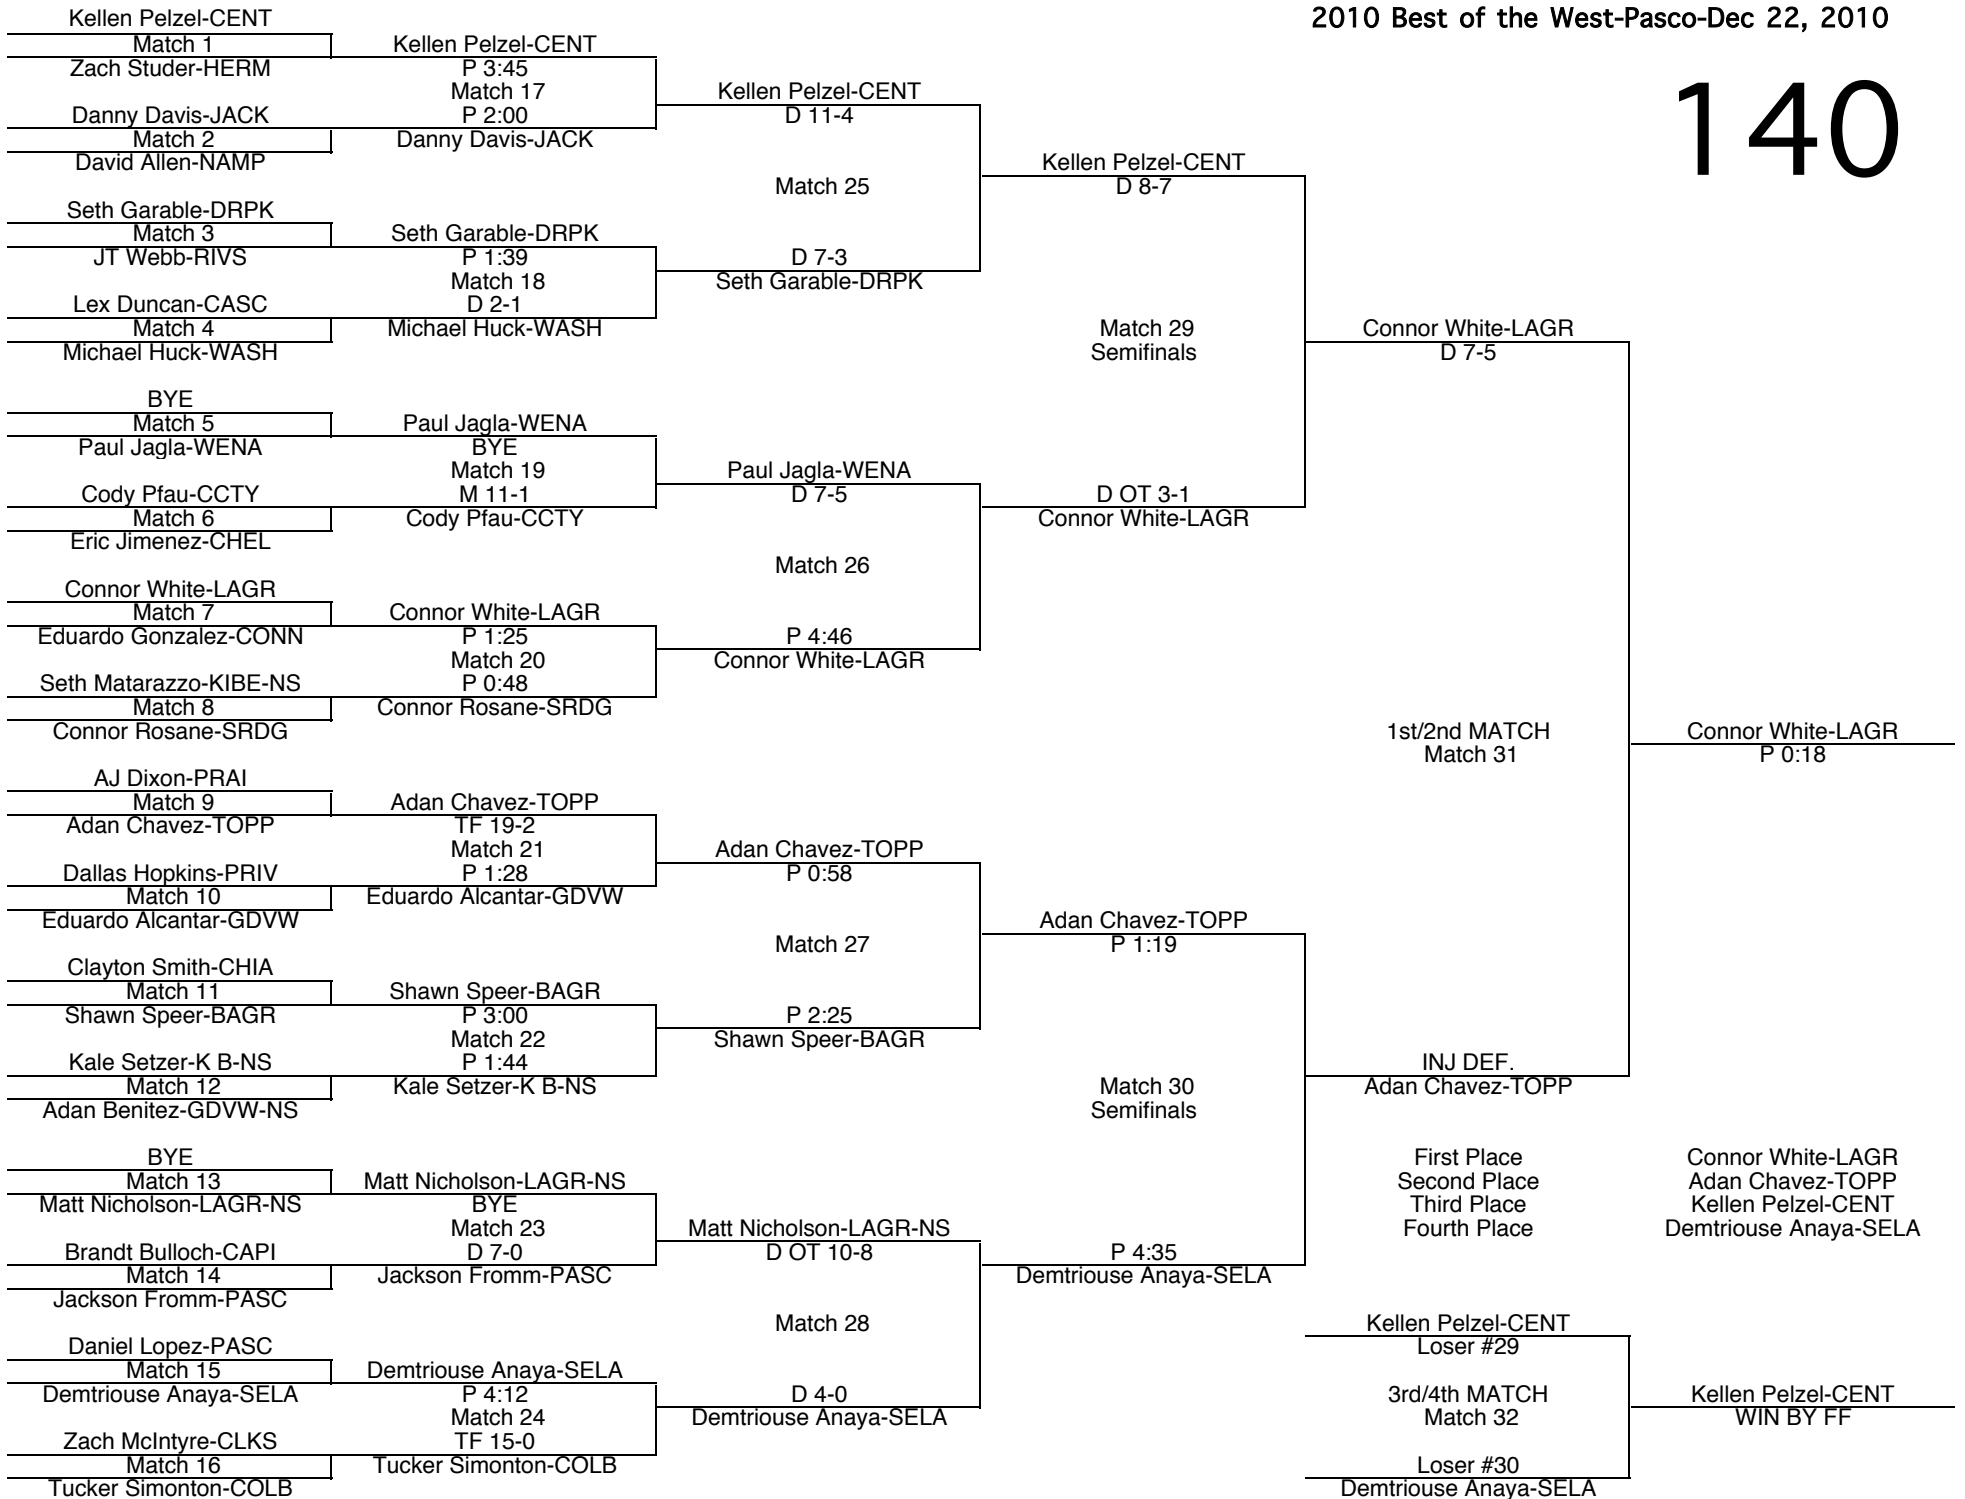 2010 Best of the West-Pasco-Dec 22, 2010
140
Kellen Pelzel-CENT
Match 1
Zach Studer-HERM
Danny Davis-JACK
Match 2
David Allen-NAMP
Seth Garable-DRPK
Match 3
JT Webb-RIVS
Lex Duncan-CASC
Match 4
Michael Huck-WASH
BYE
Match 5
Paul Jagla-WENA
Cody Pfau-CCTY
Match 6
Eric Jimenez-CHEL
Connor White-LAGR
Match 7
Eduardo Gonzalez-CONN
Seth Matarazzo-KIBE-NS
Match 8
Connor Rosane-SRDG
AJ Dixon-PRAI
Match 9
Adan Chavez-TOPP
Dallas Hopkins-PRIV
Match 10
Eduardo Alcantar-GDVW
Clayton Smith-CHIA
Match 11
Shawn Speer-BAGR
Kale Setzer-K B-NS
Match 12
Adan Benitez-GDVW-NS
BYE
Match 13
Matt Nicholson-LAGR-NS
Brandt Bulloch-CAPI
Match 14
Jackson Fromm-PASC
Daniel Lopez-PASC
Match 15
Demtriouse Anaya-SELA
Zach McIntyre-CLKS
Match 16
Tucker Simonton-COLB
Kellen Pelzel-CENT
P 3:45
Match 17
P 2:00
Danny Davis-JACK
Seth Garable-DRPK
P 1:39
Match 18
D 2-1
Michael Huck-WASH
Paul Jagla-WENA
BYE
Match 19
M 11-1
Cody Pfau-CCTY
Connor White-LAGR
P 1:25
Match 20
P 0:48
Connor Rosane-SRDG
Adan Chavez-TOPP
TF 19-2
Match 21
P 1:28
Eduardo Alcantar-GDVW
Shawn Speer-BAGR
P 3:00
Match 22
P 1:44
Kale Setzer-K B-NS
Matt Nicholson-LAGR-NS
BYE
Match 23
D 7-0
Jackson Fromm-PASC
Demtriouse Anaya-SELA
P 4:12
Match 24
TF 15-0
Tucker Simonton-COLB
Kellen Pelzel-CENT
D 11-4
Match 25
D 7-3
Seth Garable-DRPK
Paul Jagla-WENA
D 7-5
Match 26
P 4:46
Connor White-LAGR
Adan Chavez-TOPP
P 0:58
Match 27
P 2:25
Shawn Speer-BAGR
Matt Nicholson-LAGR-NS
D OT 10-8
Match 28
D 4-0
Demtriouse Anaya-SELA
Kellen Pelzel-CENT
D 8-7
Match 29
Semifinals
D OT 3-1
Connor White-LAGR
Adan Chavez-TOPP
P 1:19
Match 30
Semifinals
P 4:35
Demtriouse Anaya-SELA
Connor White-LAGR
D 7-5
1st/2nd MATCH
Match 31
INJ DEF.
Adan Chavez-TOPP
Connor White-LAGR
P 0:18
First Place Connor White-LAGR
Second Place Adan Chavez-TOPP
Third Place Kellen Pelzel-CENT
Fourth Place Demtriouse Anaya-SELA
Kellen Pelzel-CENT
Loser #29
3rd/4th MATCH
Match 32
Loser #30
Demtriouse Anaya-SELA
Kellen Pelzel-CENT
WIN BY FF